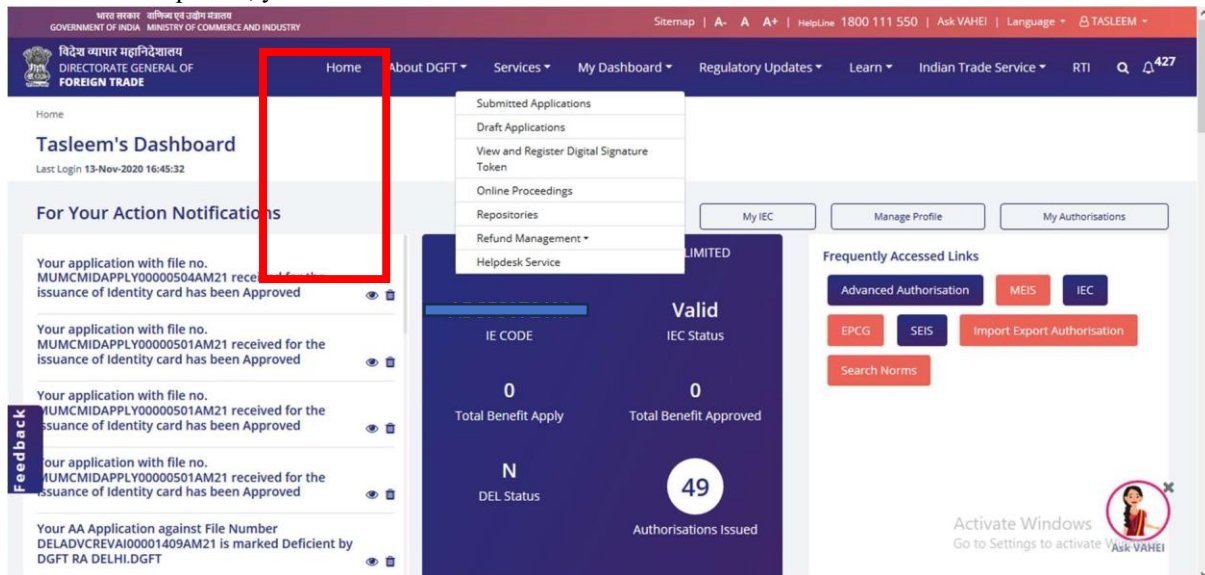 भारत सरकार वाणिज्य एवं उद्योग मंत्रालय
GOVERNMENT OF INDIA MINISTRY OF COMMERCE AND INDUSTRY
Sitemap | A- A A+ | HelpLine 1800 111 550 | Ask VAHEI | Language TASLEEM
विदेश व्यापार महानिदेशालय
DIRECTORATE GENERAL OF
FOREIGN TRADE
Home About DGFT Services My Dashboard Regulatory Updates Learn Indian Trade Service RTI 427
Home
Tasleem's Dashboard
Last Login 13-Nov-2020 16:45:32
Submitted Applications
Draft Applications
View and Register Digital Signature
Token
Online Proceedings
Repositories
Refund Management
Helpdesk Service
For Your Action Notifications
My IEC Manage Profile My Authorisations
Your application with file no.
MUMCMIDAPPLY00000504AM21 received for the
issuance of Identity card has been Approved
Your application with file no.
MUMCMIDAPPLY00000501AM21 received for the
issuance of Identity card has been Approved
Your application with file no.
MUMCMIDAPPLY00000501AM21 received for the
issuance of Identity card has been Approved
Your application with file no.
MUMCMIDAPPLY00000501AM21 received for the
issuance of Identity card has been Approved
Your AA Application against File Number
DELADVCREVAI00001409AM21 is marked Deficient by
DGFT RA DELHI.DGFT
LIMITED
IE CODE
Valid
IEC Status
0
Total Benefit Apply
0
Total Benefit Approved
N
DEL Status
49
Authorisations Issued
Frequently Accessed Links
Advanced Authorisation MEIS IEC
EPCG SEIS Import Export Authorisation
Search Norms
Feedback
Activate Windows
Go to Settings to activate
Ask VAHEI